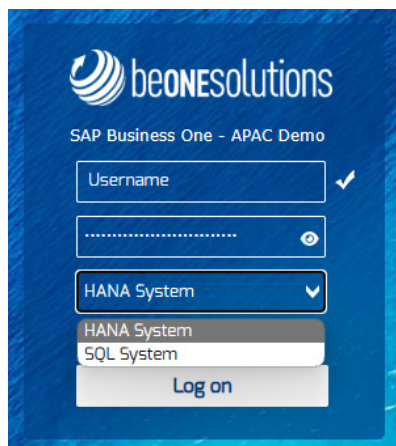 beONEsolutions
SAP Business One - APAC Demo
Username
HANA System
HANA System
SQL System
Log on